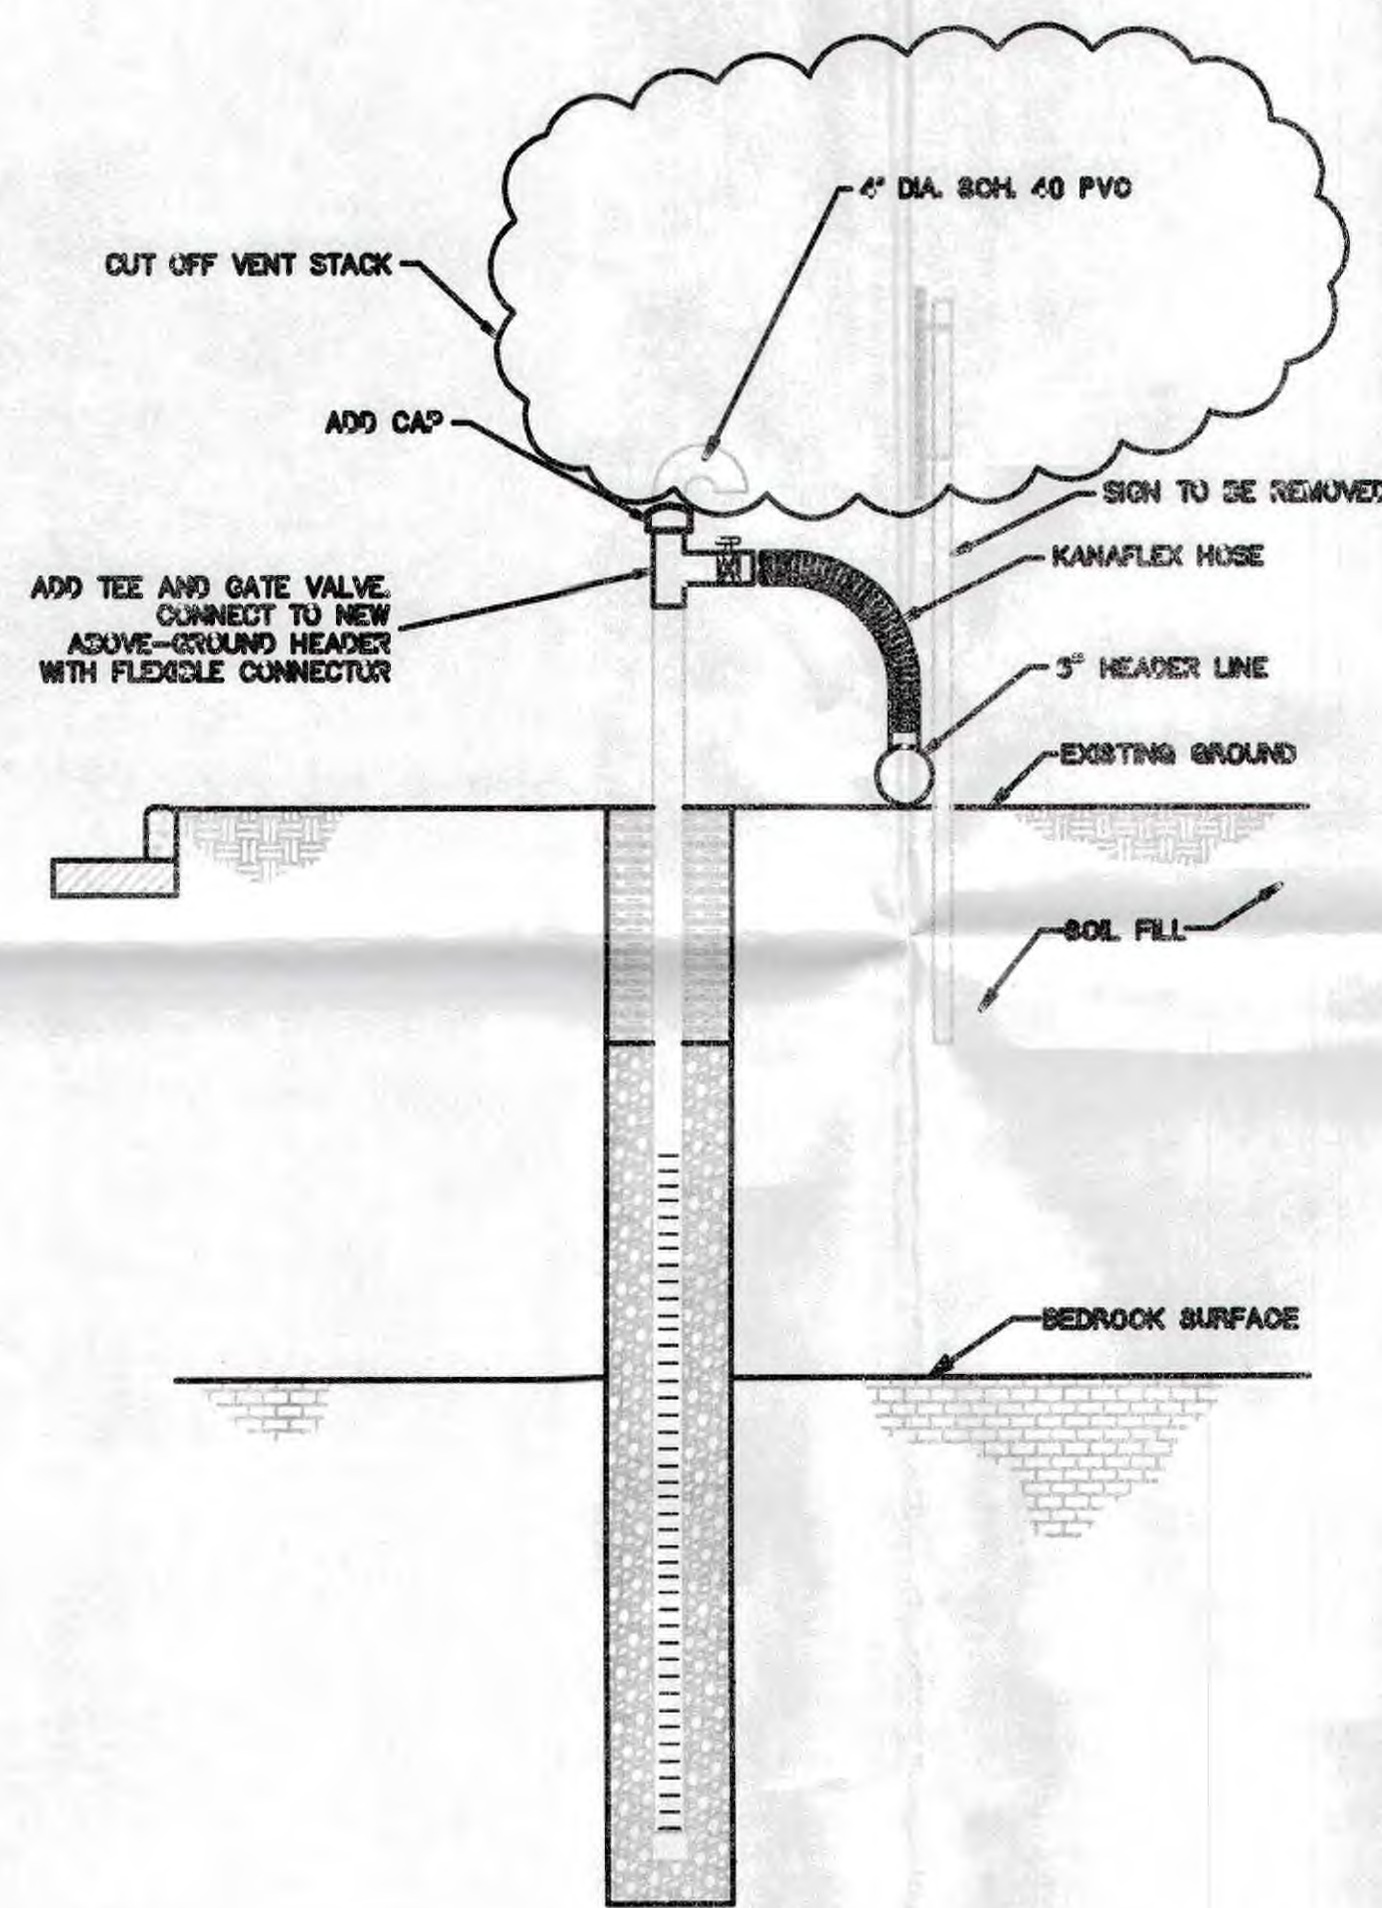 4" DIA. SCH. 40 PVC
CUT OFF VENT STACK
ADD CAP
SIGN TO BE REMOVED
KANAFLEX HOSE
ADD TEE AND GATE VALVE.
CONNECT TO NEW
ABOVE-GROUND HEADER
WITH FLEXIBLE CONNECTOR
3" HEADER LINE
EXISTING GROUND
SOIL FILL
BEDROCK SURFACE